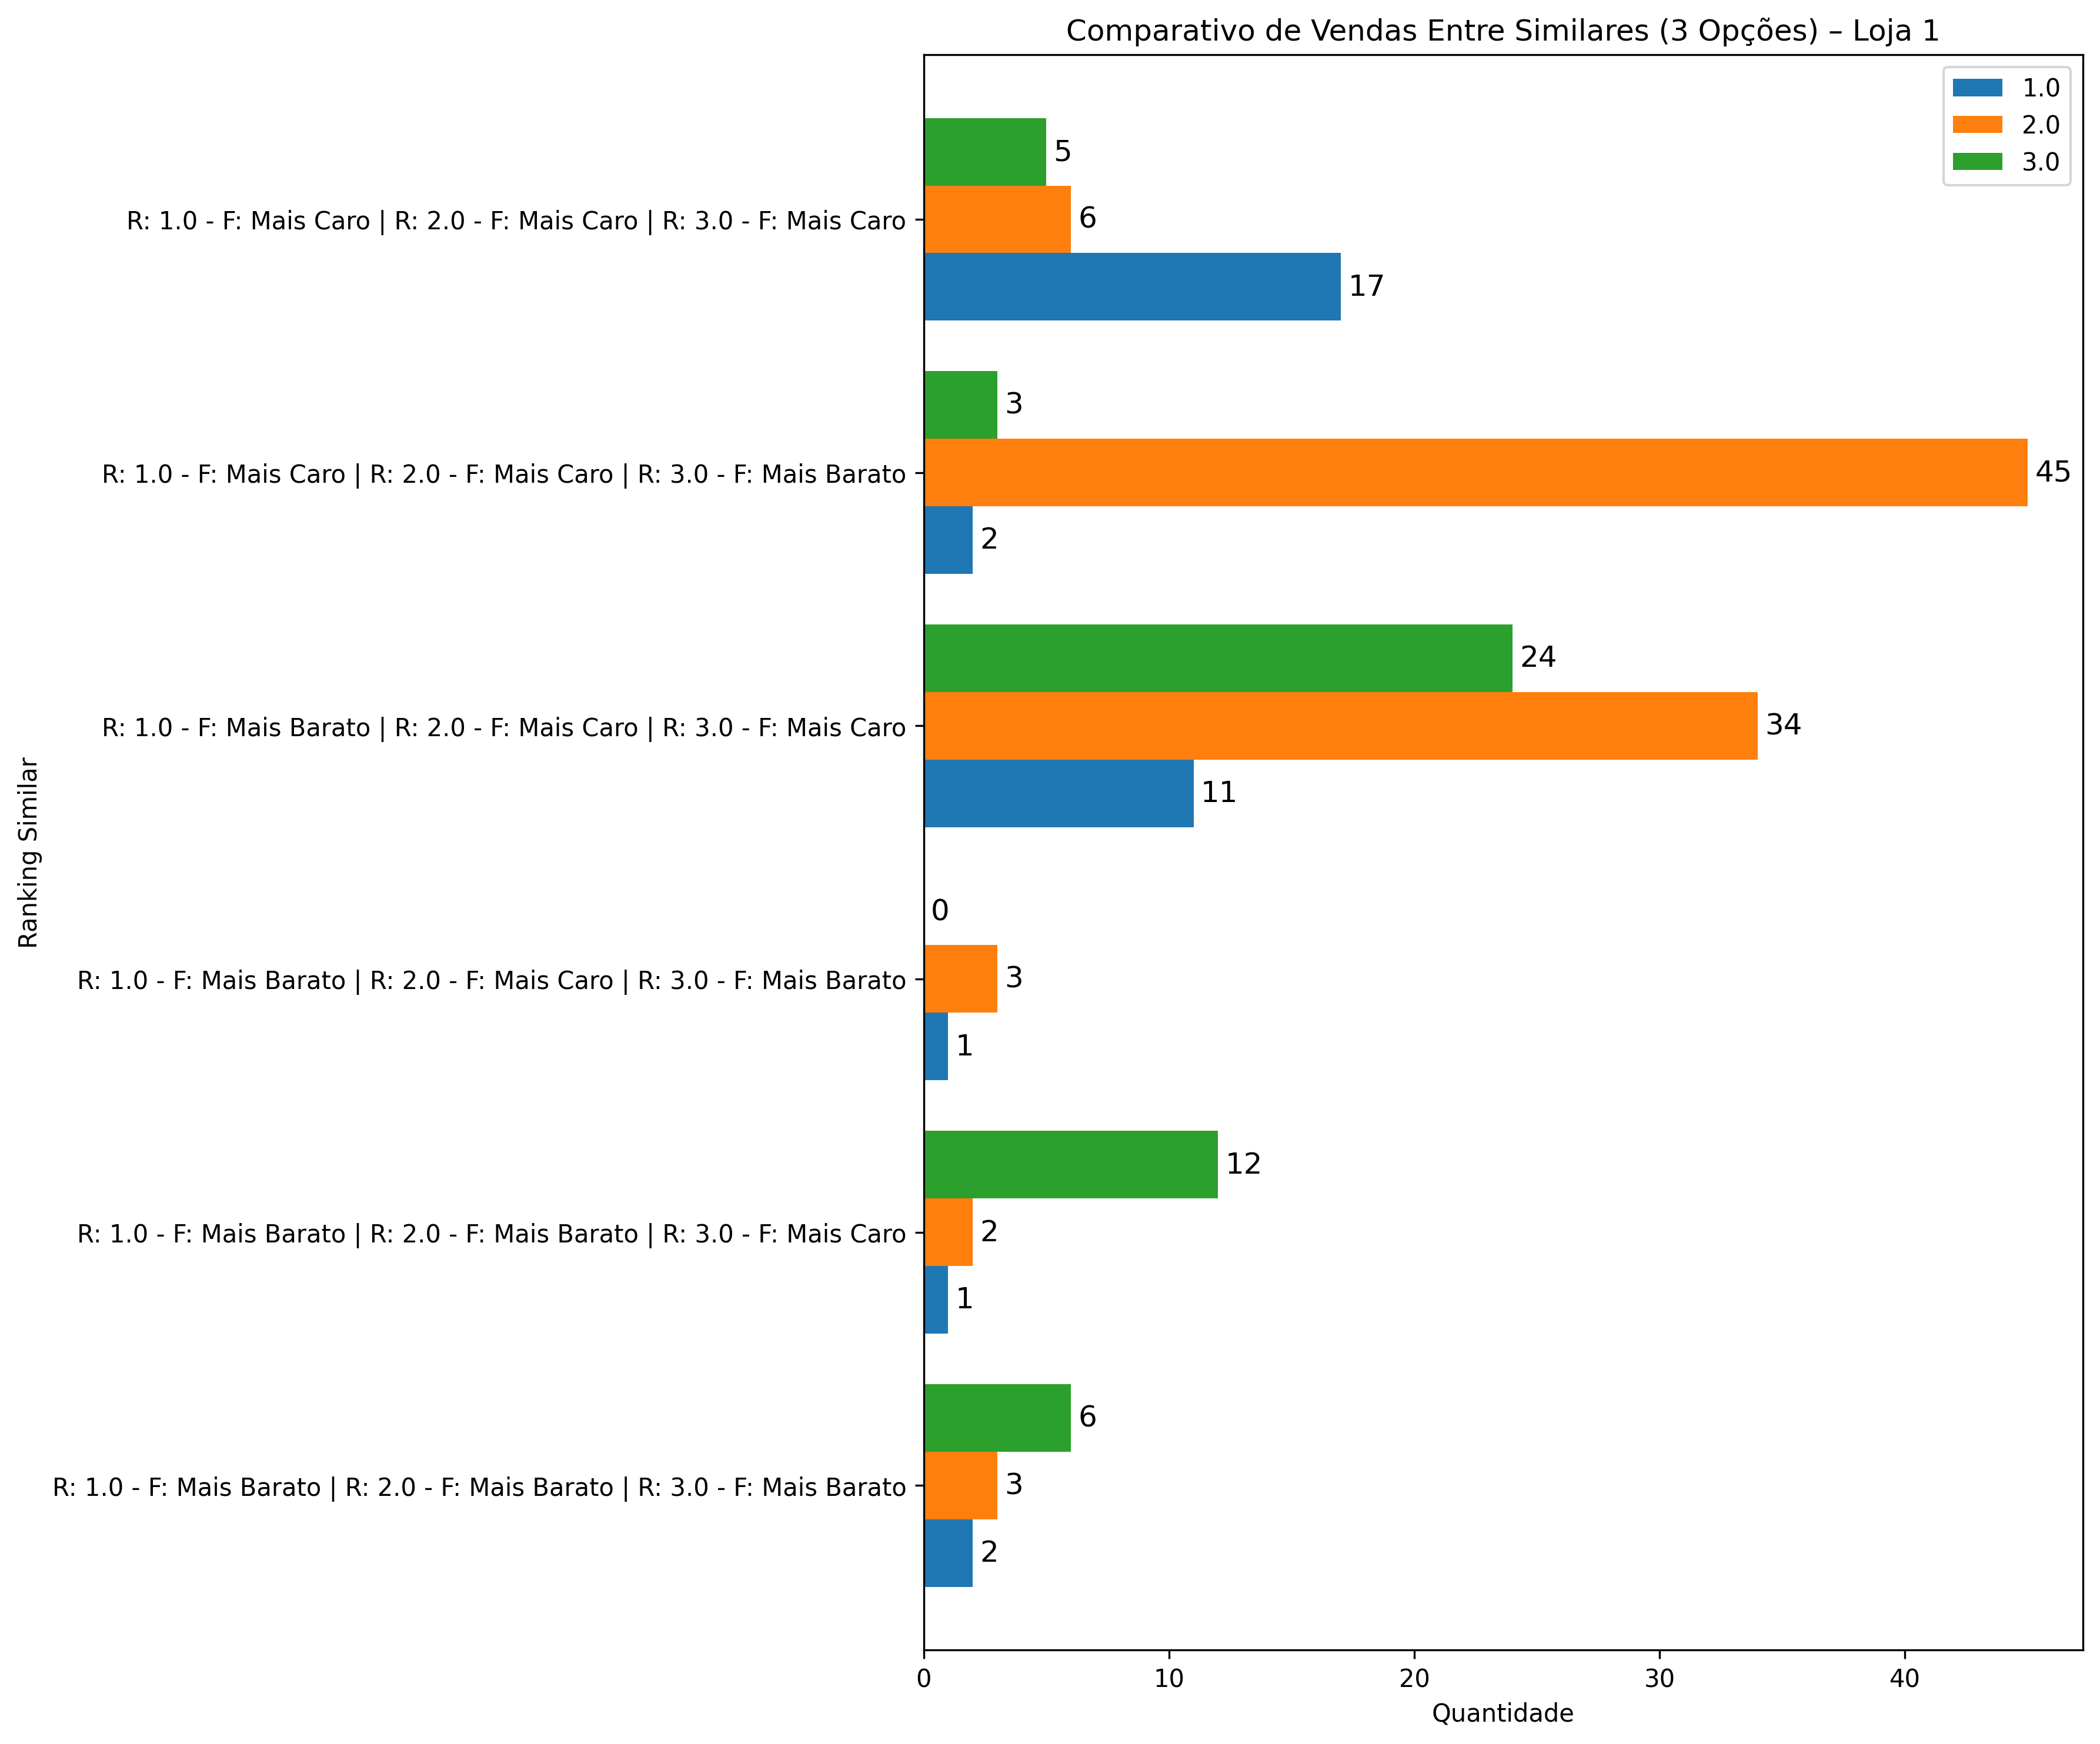 Comparativo de Vendas Entre Similares (3 Opções) – Loja 1
1.0
2.0
3.0
5
R: 1.0 - F: Mais Caro | R: 2.0 - F: Mais Caro | R: 3.0 - F: Mais Caro
6
17
3
R: 1.0 - F: Mais Caro | R: 2.0 - F: Mais Caro | R: 3.0 - F: Mais Barato
45
2
24
R: 1.0 - F: Mais Barato | R: 2.0 - F: Mais Caro | R: 3.0 - F: Mais Caro
34
11
Ranking Similar
0
R: 1.0 - F: Mais Barato | R: 2.0 - F: Mais Caro | R: 3.0 - F: Mais Barato
3
1
12
R: 1.0 - F: Mais Barato | R: 2.0 - F: Mais Barato | R: 3.0 - F: Mais Caro
2
1
6
R: 1.0 - F: Mais Barato | R: 2.0 - F: Mais Barato | R: 3.0 - F: Mais Barato
3
2
0 10 20 30 40
Quantidade